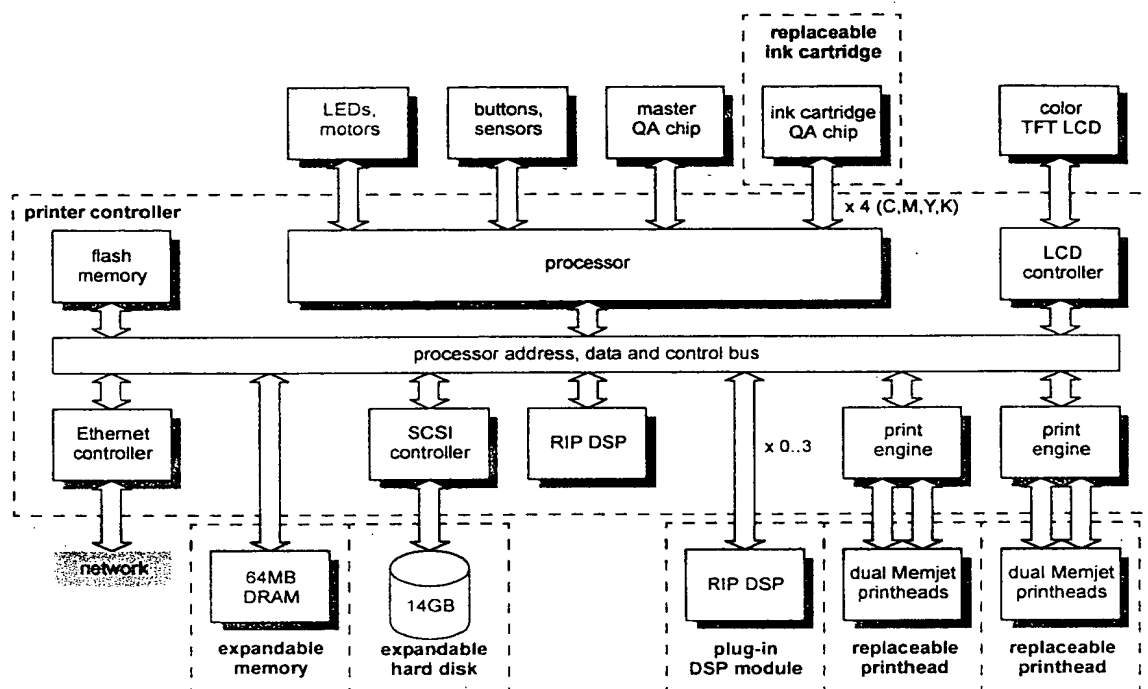 replaceable
ink cartridge
LEDs,
motors
buttons,
sensors
master
QA chip
ink cartridge
QA chip
color
TFT LCD
printer controller
x 4 (C,M,Y,K)
flash
memory
processor
LCD
controller
processor address, data and control bus
Ethernet
controller
SCSI
controller
RIP DSP
x 0..3
print
engine
print
engine
network
64MB
DRAM
14GB
RIP DSP
dual Memjet
printheads
dual Memjet
printheads
expandable
memory
expandable
hard disk
plug-in
DSP module
replaceable
printhead
replaceable
printhead